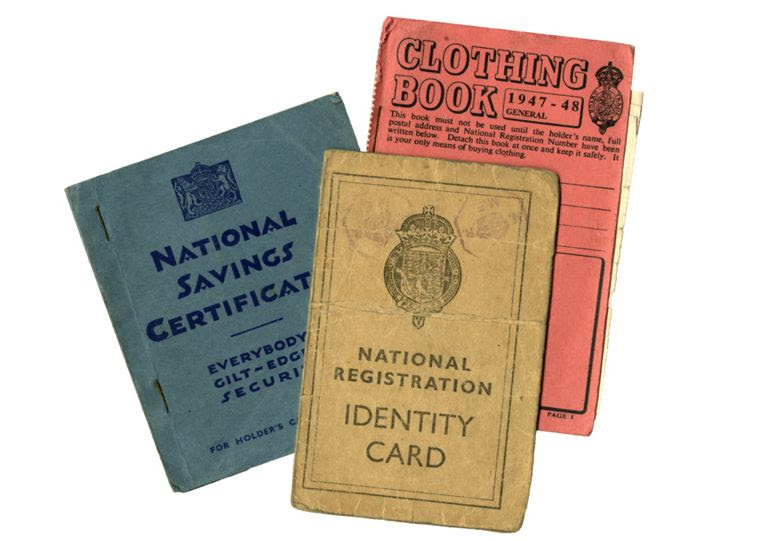 NATIONAL
SAVINGS
CERTIFICAT
EVERYBODY
GILT-EDGE
SECURI
FOR HOLDER'S
NATIONAL
REGISTRATION
IDENTITY
CARD
CLOTHING
BOOK
1947-48
GENERAL
This book must not be used until the holder's name, full
postal address and National Registration Number have been
written below. Detach this book at once and keep it safely. It
is your only means of buying clothing.
PAGE 1